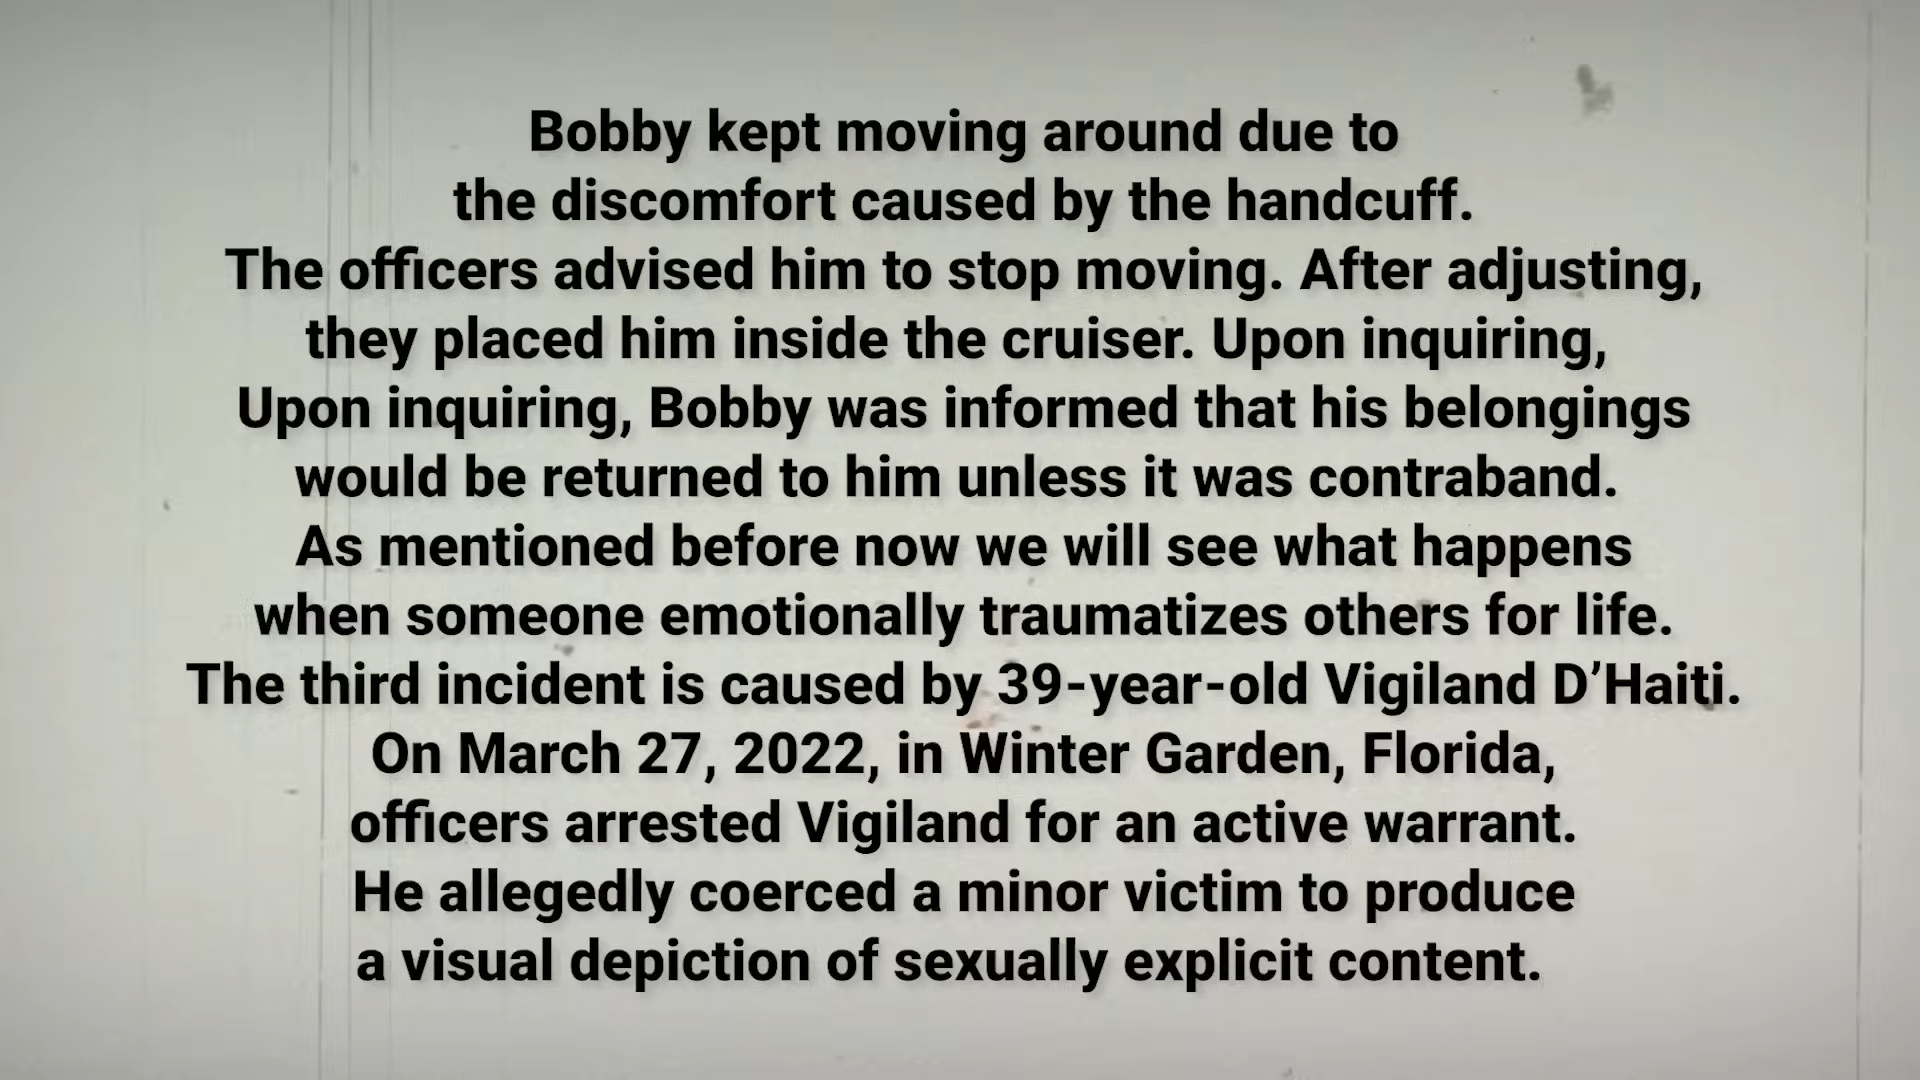 Bobby kept moving around due to
the discomfort caused by the handcuff.
The officers advised him to stop moving. After adjusting,
they placed him inside the cruiser. Upon inquiring,
Upon inquiring, Bobby was informed that his belongings
would be returned to him unless it was contraband.
As mentioned before now we will see what happens
when someone emotionally traumatizes others for life.
The third incident is caused by 39-year-old Vigiland D’Haiti.
On March 27, 2022, in Winter Garden, Florida,
officers arrested Vigiland for an active warrant.
He allegedly coerced a minor victim to produce
a visual depiction of sexually explicit content.